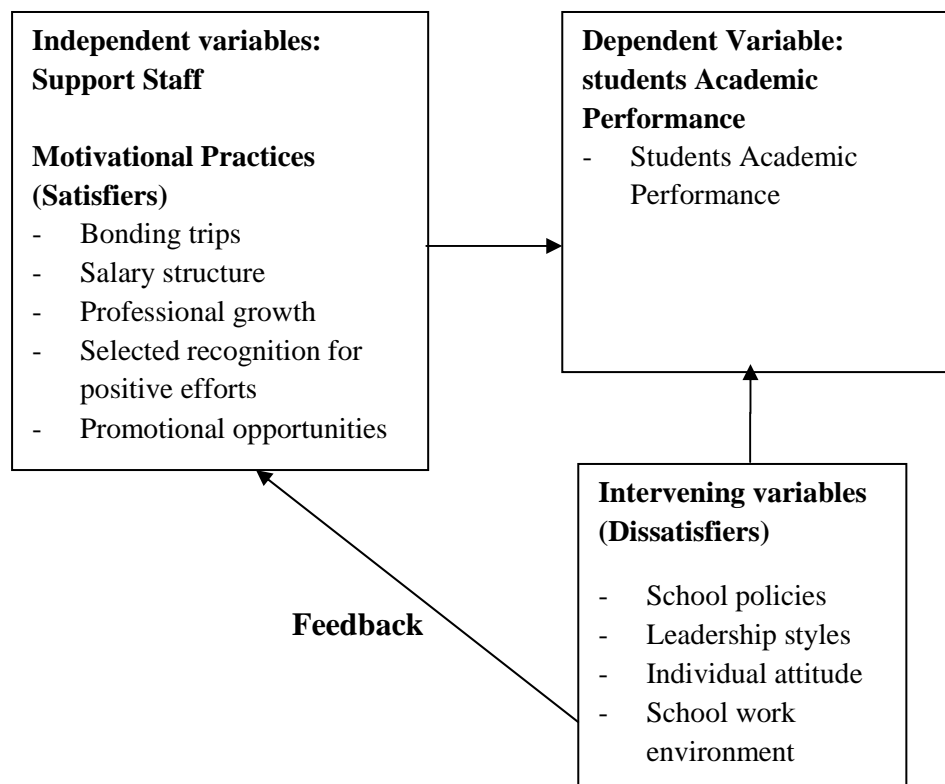 Independent variables:
Support Staff
Motivational Practices
(Satisfiers)
- Bonding trips
- Salary structure
- Professional growth
- Selected recognition for
positive efforts
- Promotional opportunities
Dependent Variable:
students Academic
Performance
- Students Academic
Performance
Intervening variables
(Dissatisfiers)
- School policies
- Leadership styles
- Individual attitude
- School work
environment
Feedback